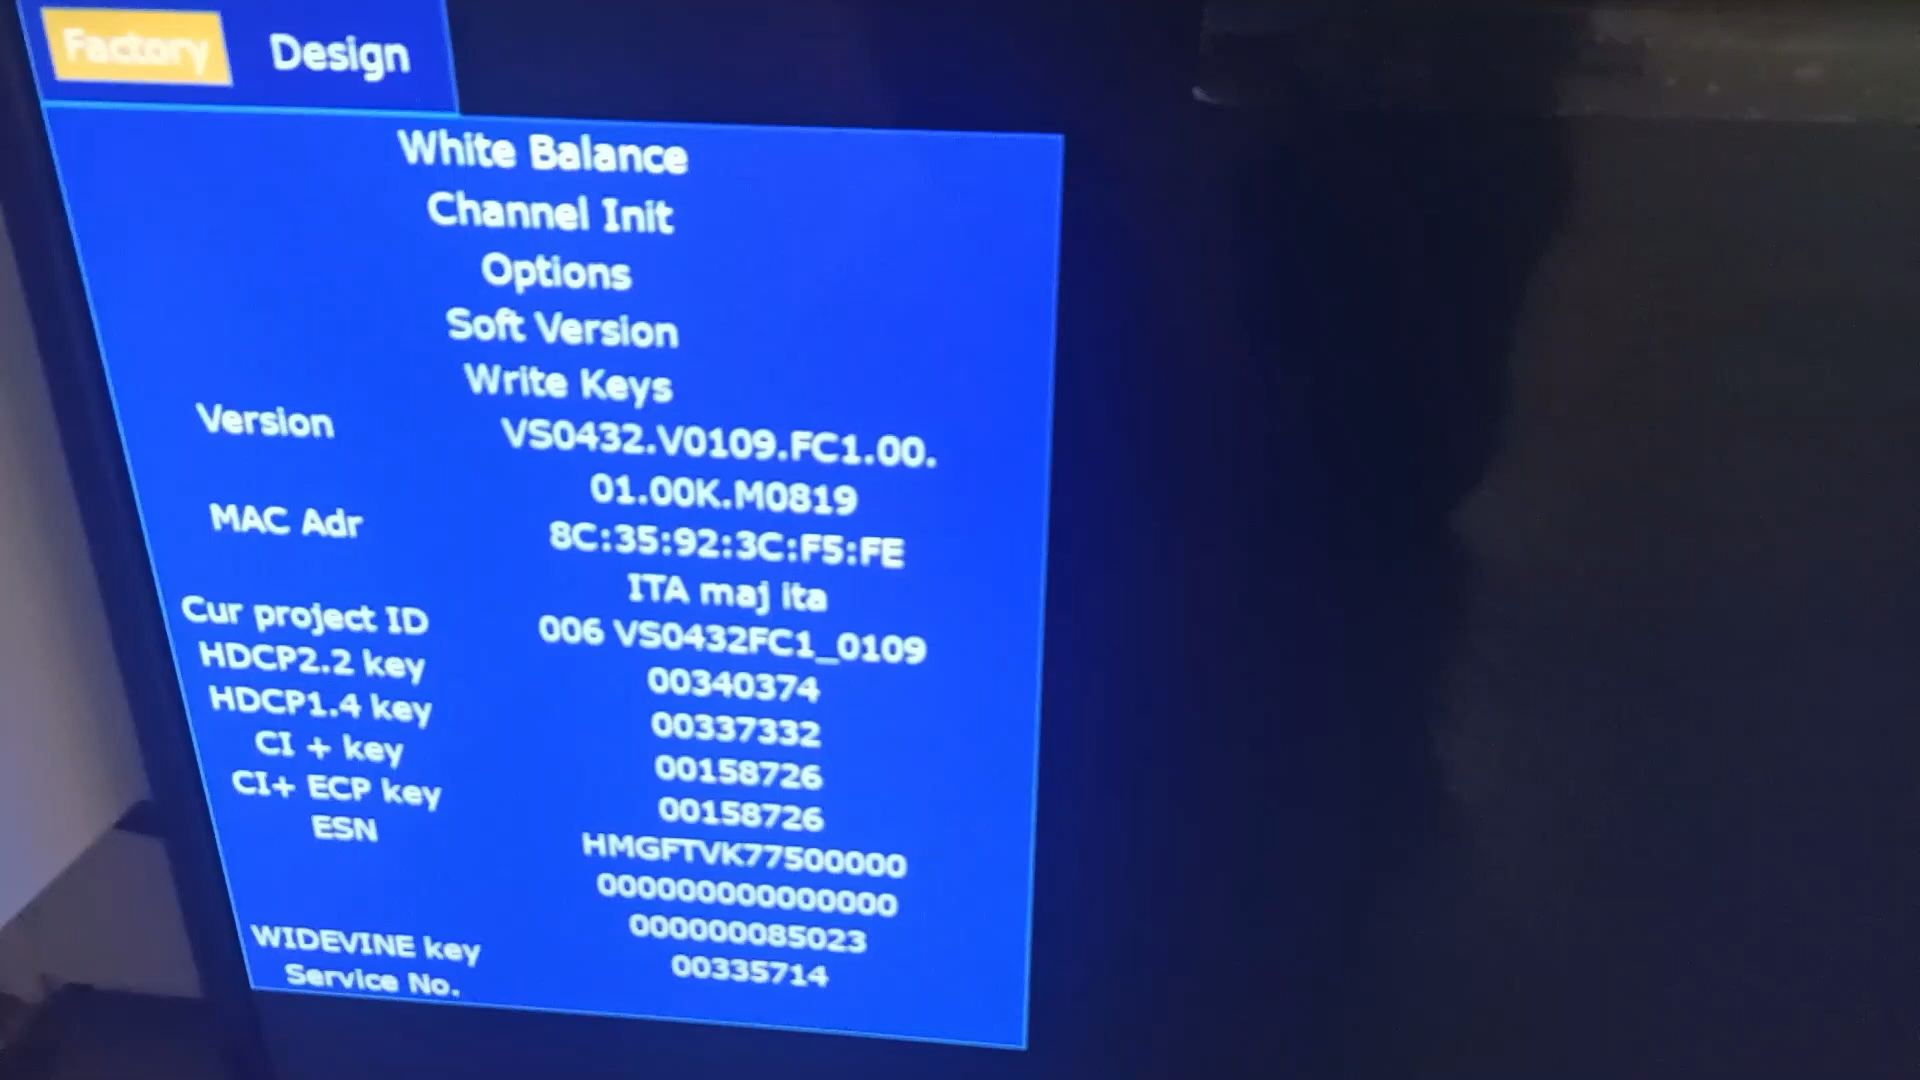 Factory Design
White Balance
Channel Init
Options
Soft Version
Write Keys
Version VS0432.V0109.FC1.00.
01.00K.M0819
MAC Adr 8C:35:92:3C:F5:FE
ITA maj ita
Cur project ID 006 VS0432FC1_0109
HDCP2.2 key 00340374
HDCP1.4 key 00337332
CI + key 00158726
CI+ ECP key 00158726
ESN HMGFTVK77500000
000000000000000
000000085023
WIDEVINE key 00335714
Service No.